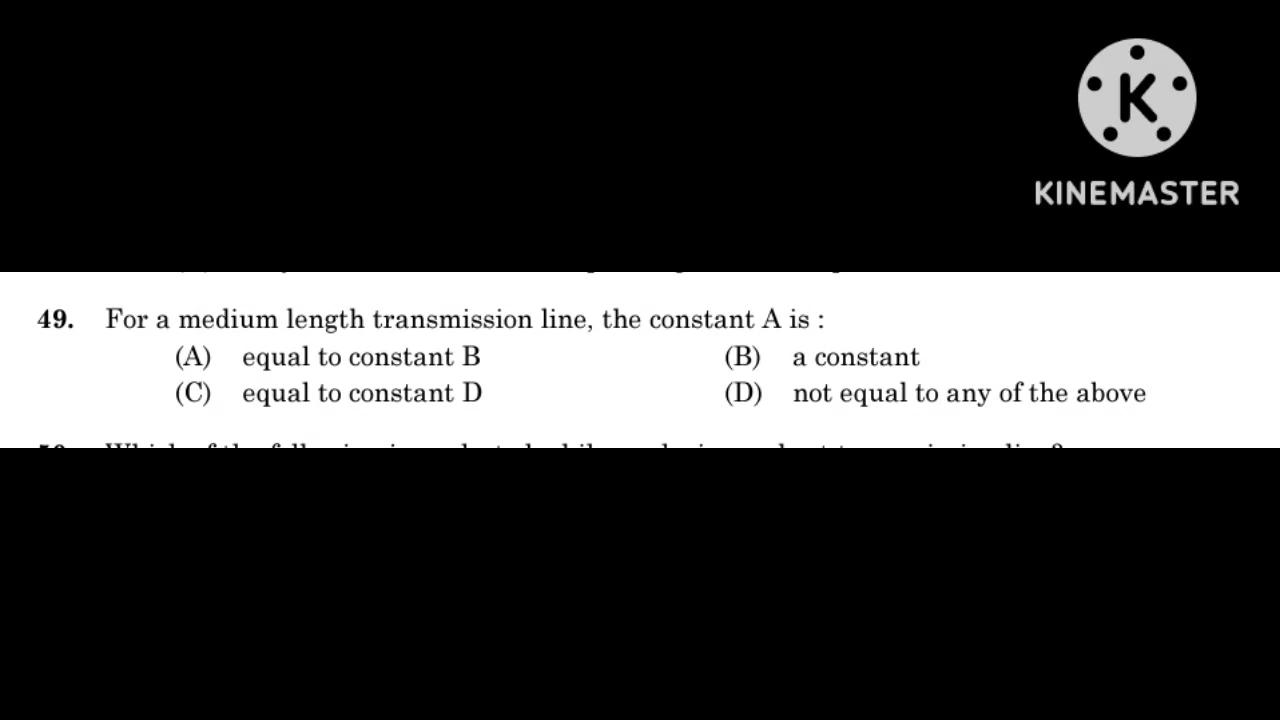 K
KINEMASTER
49. For a medium length transmission line, the constant A is :
(A) equal to constant B (B) a constant
(C) equal to constant D (D) not equal to any of the above